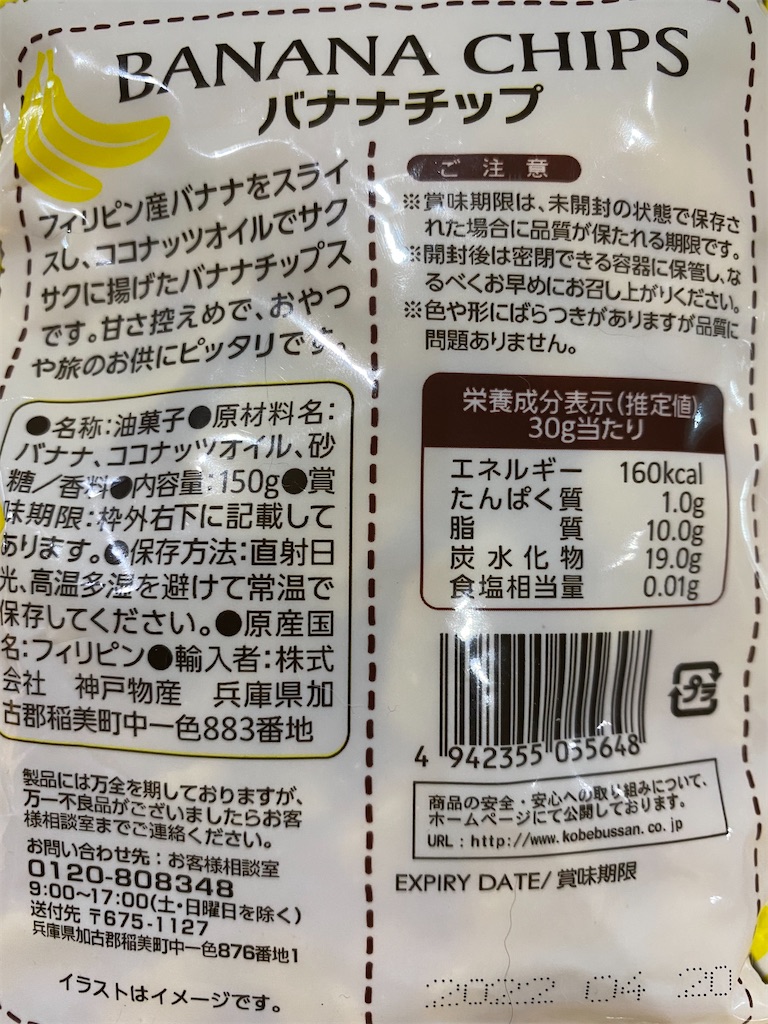 BANANA CHIPS
バナナチップ
フィリピン産バナナをスライ
スし、ココナッツオイルでサク
サクに揚げたバナナチップス
です。甘さ控えめで、おやつ
や旅のお供にピッタリです。
●名称:油菓子●原材料名:
バナナ、ココナッツオイル、砂
糖/香料●内容量:150g●賞
味期限:枠外右下に記載して
あります。●保存方法:直射日
光、高温多湿を避けて常温で
保存してください。●原産国
名:フィリピン●輸入者:株式
会社 神戸物産 兵庫県加
古郡稲美町中一色883番地
製品には万全を期しておりますが、
万一不良品がございましたらお客
様相談室までご連絡ください。
お問い合わせ先:お客様相談室
0120-808348
9:00~17:00(土・日曜日を除く)
送付先 〒675-1127
兵庫県加古郡稲美町中一色876番地1
イラストはイメージです。
ご注意
※賞味期限は、未開封の状態で保存さ
れた場合に品質が保たれる期限です。
※開封後は密閉できる容器に保管し、な
るべくお早めにお召し上がりください。
※色や形にばらつきがありますが品質に
問題ありません。
栄養成分表示(推定値)
30g当たり
エネルギー 160kcal
たんぱく質 1.0g
脂質 10.0g
炭水化物 19.0g
食塩相当量 0.01g
プラ
4 942355 055648
商品の安全・安心への取り組みについて、
ホームページにて公開しております。
URL : http://www.kobebussan.co.jp
EXPIRY DATE/ 賞味期限
2022 04 20